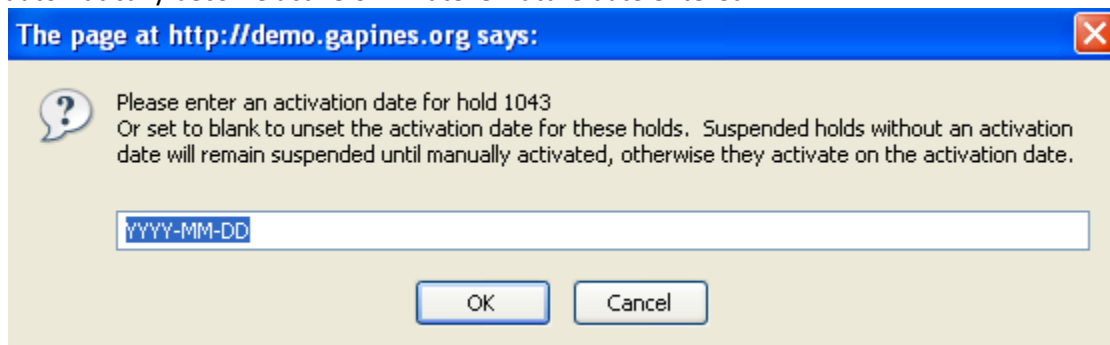 The page at http://demo.gapines.org says:
Please enter an activation date for hold 1043
Or set to blank to unset the activation date for these holds.  Suspended holds without an activation
date will remain suspended until manually activated, otherwise they activate on the activation date.
YYYY-MM-DD
OK
Cancel